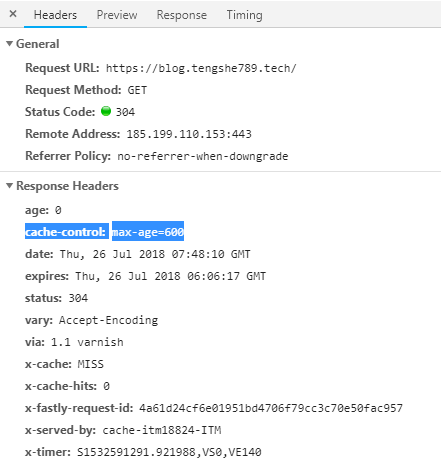 Headers Preview Response Timing
General
Request URL: https://blog.tengshe789.tech/
Request Method: GET
Status Code: 304
Remote Address: 185.199.110.153:443
Referrer Policy: no-referrer-when-downgrade
Response Headers
age: 0
cache-control: max-age=600
date: Thu, 26 Jul 2018 07:48:10 GMT
expires: Thu, 26 Jul 2018 06:06:17 GMT
status: 304
vary: Accept-Encoding
via: 1.1 varnish
x-cache: MISS
x-cache-hits: 0
x-fastly-request-id: 4a61d24cf6e01951bd4706f79cc3c70e50fac957
x-served-by: cache-itm18824-ITM
x-timer: S1532591291.921988,VS0,VE140